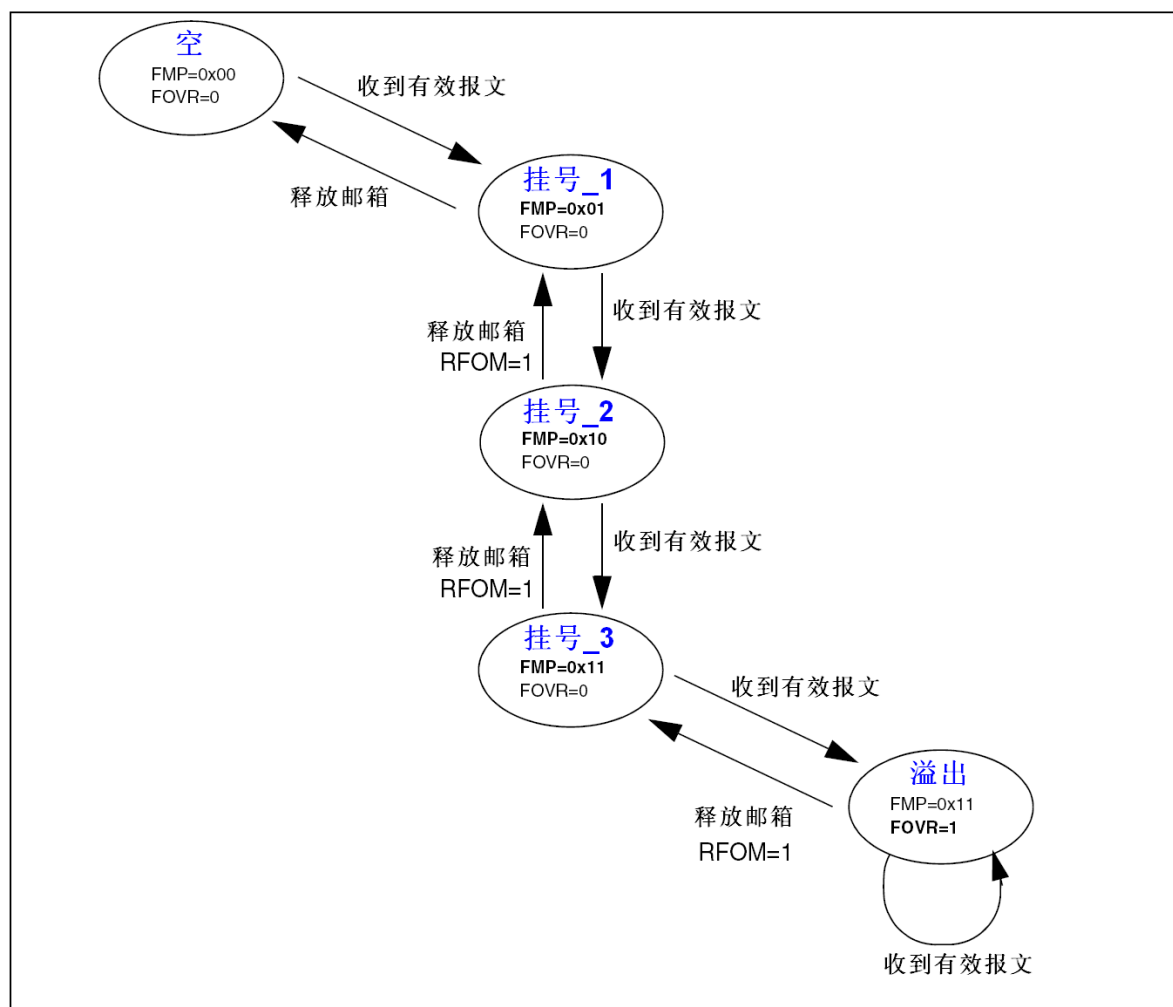 空
FMP=0x00
FOVR=0
收到有效报文
释放邮箱
挂号_1
FMP=0x01
FOVR=0
收到有效报文
释放邮箱
RFOM=1
挂号_2
FMP=0x10
FOVR=0
收到有效报文
释放邮箱
RFOM=1
挂号_3
FMP=0x11
FOVR=0
收到有效报文
释放邮箱
RFOM=1
溢出
FMP=0x11
FOVR=1
收到有效报文